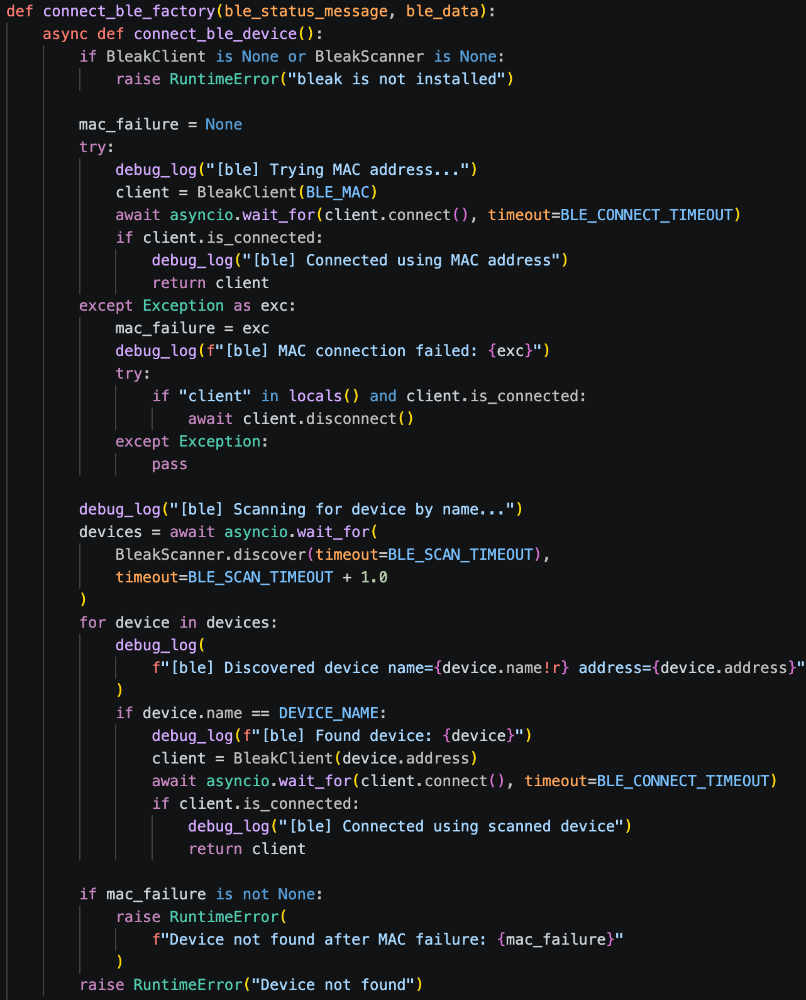 def connect_ble_factory(ble_status_message, ble_data):
    async def connect_ble_device():
        if BleakClient is None or BleakScanner is None:
            raise RuntimeError("bleak is not installed")

        mac_failure = None
        try:
            debug_log("[ble] Trying MAC address...")
            client = BleakClient(BLE_MAC)
            await asyncio.wait_for(client.connect(), timeout=BLE_CONNECT_TIMEOUT)
            if client.is_connected:
                debug_log("[ble] Connected using MAC address")
                return client
        except Exception as exc:
            mac_failure = exc
            debug_log(f"[ble] MAC connection failed: {exc}")
            try:
                if "client" in locals() and client.is_connected:
                    await client.disconnect()
            except Exception:
                pass

        debug_log("[ble] Scanning for device by name...")
        devices = await asyncio.wait_for(
            BleakScanner.discover(timeout=BLE_SCAN_TIMEOUT),
            timeout=BLE_SCAN_TIMEOUT + 1.0
        )
        for device in devices:
            debug_log(
                f"[ble] Discovered device name={device.name!r} address={device.address}"
            )
            if device.name == DEVICE_NAME:
                debug_log(f"[ble] Found device: {device}")
                client = BleakClient(device.address)
                await asyncio.wait_for(client.connect(), timeout=BLE_CONNECT_TIMEOUT)
                if client.is_connected:
                    debug_log("[ble] Connected using scanned device")
                    return client

        if mac_failure is not None:
            raise RuntimeError(
                f"Device not found after MAC failure: {mac_failure}"
            )
        raise RuntimeError("Device not found")